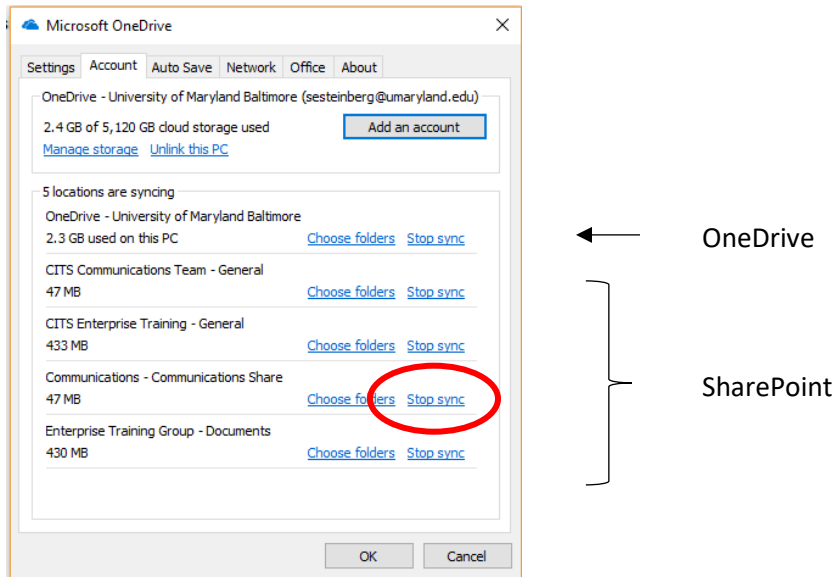 Microsoft OneDrive
Settings Account Auto Save Network Office About
OneDrive - University of Maryland Baltimore (sesteinberg@umaryland.edu)
2.4 GB of 5,120 GB cloud storage used Add an account
Manage storage Unlink this PC
5 locations are syncing
OneDrive - University of Maryland Baltimore
2.3 GB used on this PC Choose folders Stop sync
OneDrive
CITS Communications Team - General
47 MB Choose folders Stop sync
CITS Enterprise Training - General
433 MB Choose folders Stop sync
Communications - Communications Share
47 MB Choose folders Stop sync
SharePoint
Enterprise Training Group - Documents
430 MB Choose folders Stop sync
OK Cancel